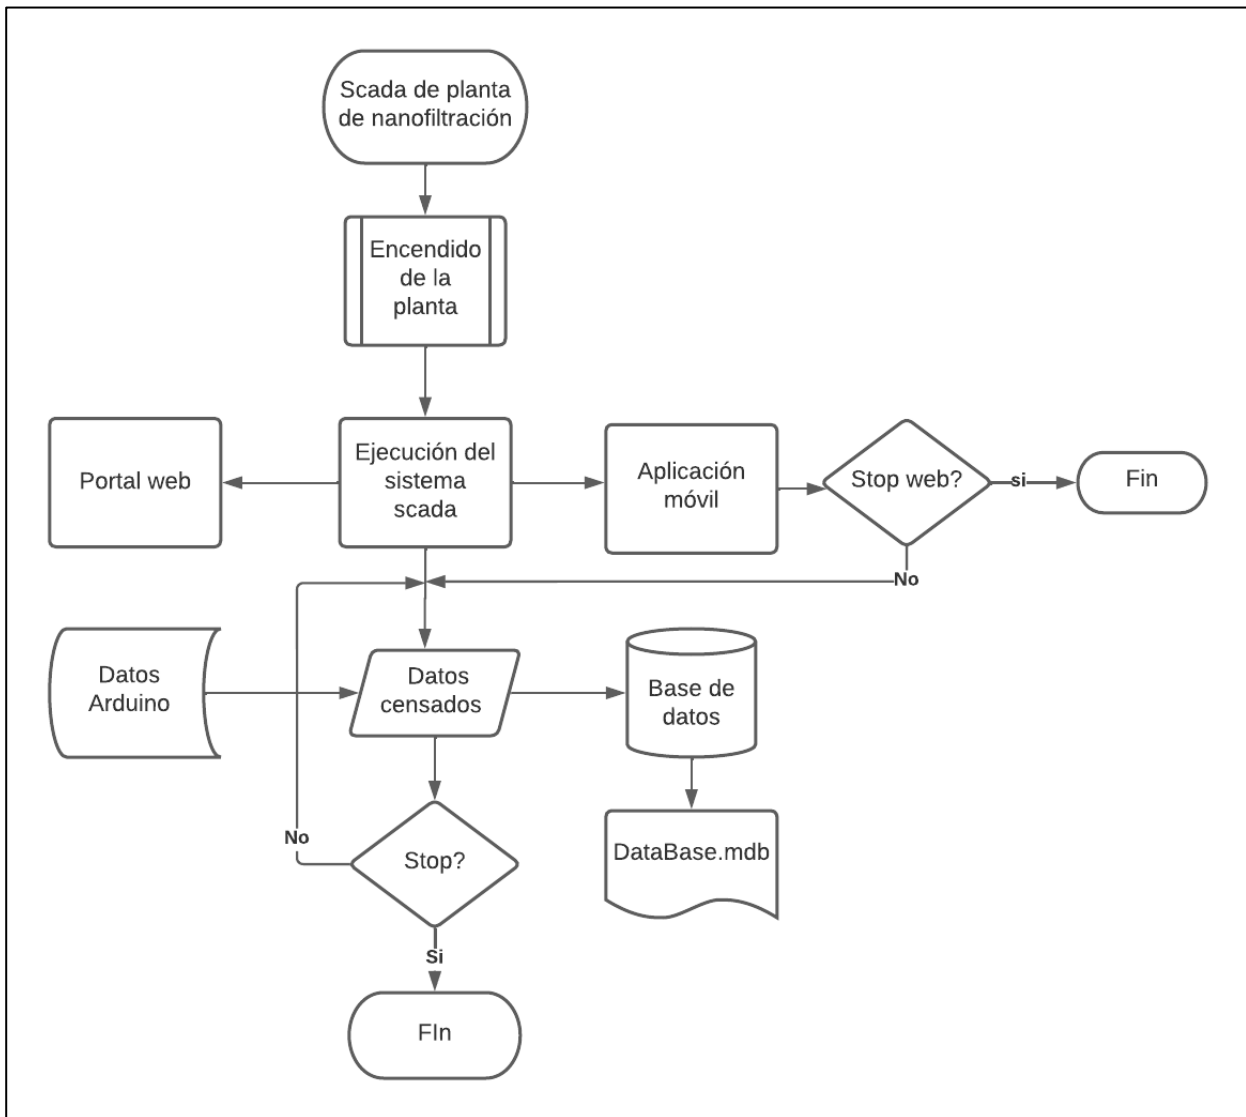 Scada de planta
de nanofiltración
Encendido
de la
planta
Portal web
Ejecución del
sistema
scada
Aplicación
móvil
Stop web?
si
Fin
No
Datos
Arduino
Datos
censados
Base de
datos
No
Stop?
DataBase.mdb
Si
FIn